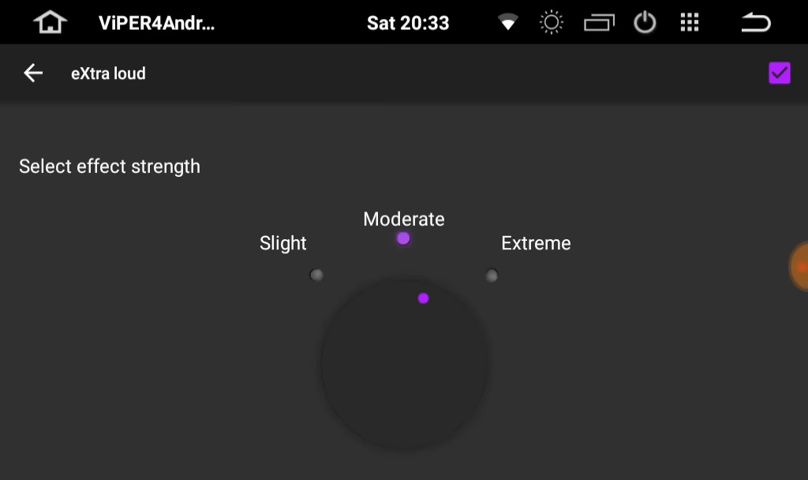 ViPER4Andr...
Sat 20:33
eXtra loud
Select effect strength
Moderate
Slight
Extreme